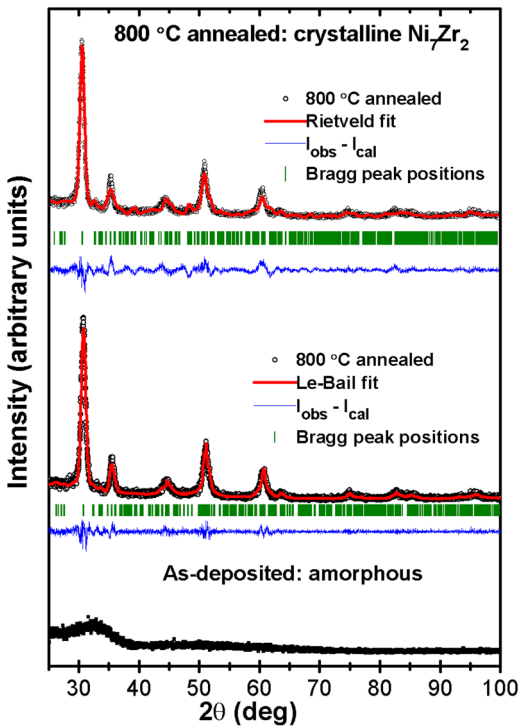 800 °C annealed: crystalline Ni7Zr2
800 °C annealed
Rietveld fit
Iobs - Ical
Bragg peak positions
800 °C annealed
Le-Bail fit
Iobs - Ical
Bragg peak positions
As-deposited: amorphous
Intensity (arbitrary units)
30 40 50 60 70 80 90 100
2θ (deg)